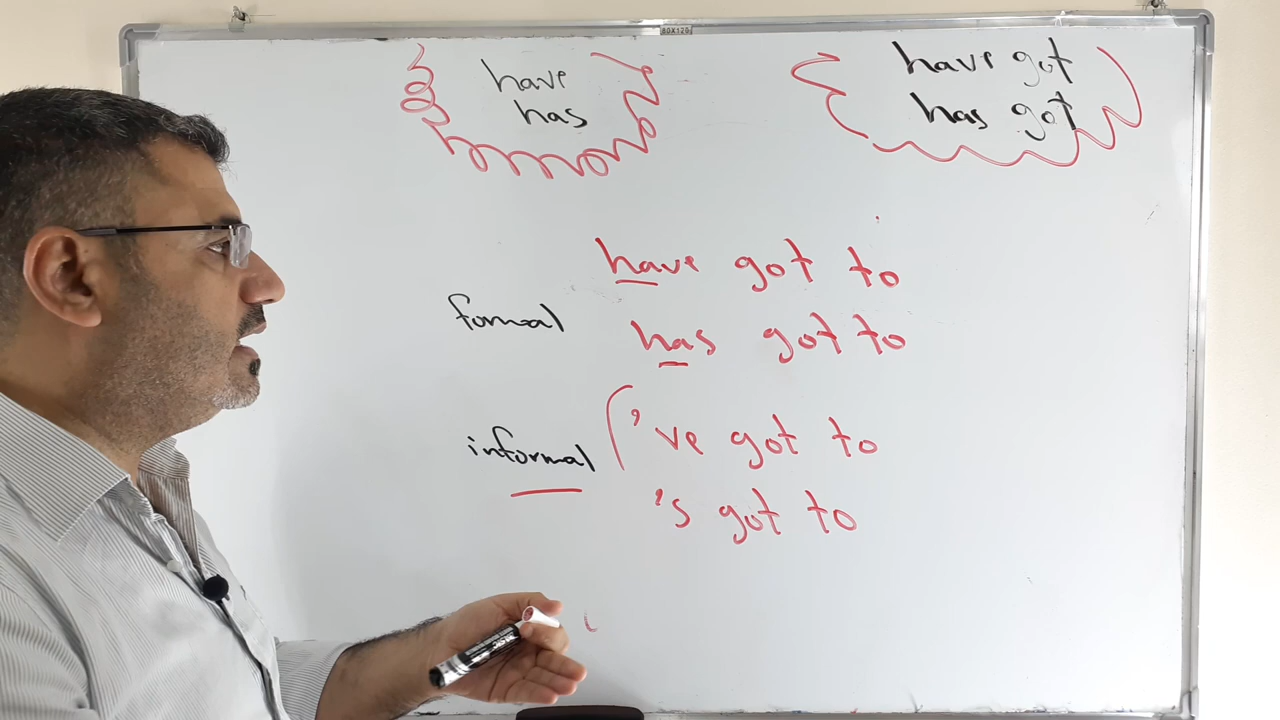 80X120
have
has
have got
has got
have got to
formal
has got to
've got to
informal
's got to